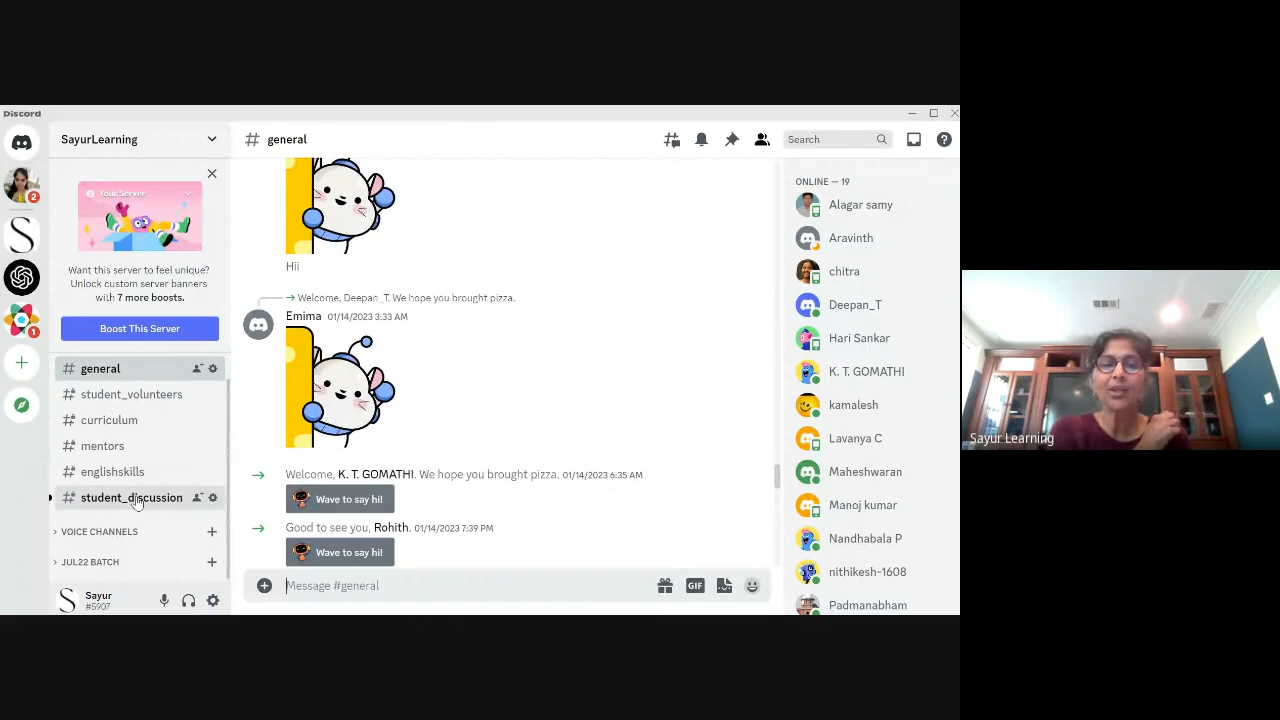 Discord
SayurLearning
# general
Search
Your Server
Want this server to feel unique?
Unlock custom server banners
with 7 more boosts.
Boost This Server
2
1
# general
# student_volunteers
# curriculum
# mentors
# englishskills
# student_discussion
VOICE CHANNELS
JUL22 BATCH
S
Sayur
#5907
Hii
Welcome, Deepan_T. We hope you brought pizza.
Emima 01/14/2023 3:33 AM
Welcome, K. T. GOMATHI. We hope you brought pizza. 01/14/2023 6:35 AM
Wave to say hi!
Good to see you, Rohith. 01/14/2023 7:39 PM
Wave to say hi!
Message #general
GIF
ONLINE — 19
Alagar samy
Aravinth
chitra
Deepan_T
Hari Sankar
K. T. GOMATHI
kamalesh
Lavanya C
Maheshwaran
Manoj kumar
Nandhabala P
nithikesh-1608
Padmanabham
Sayur Learning